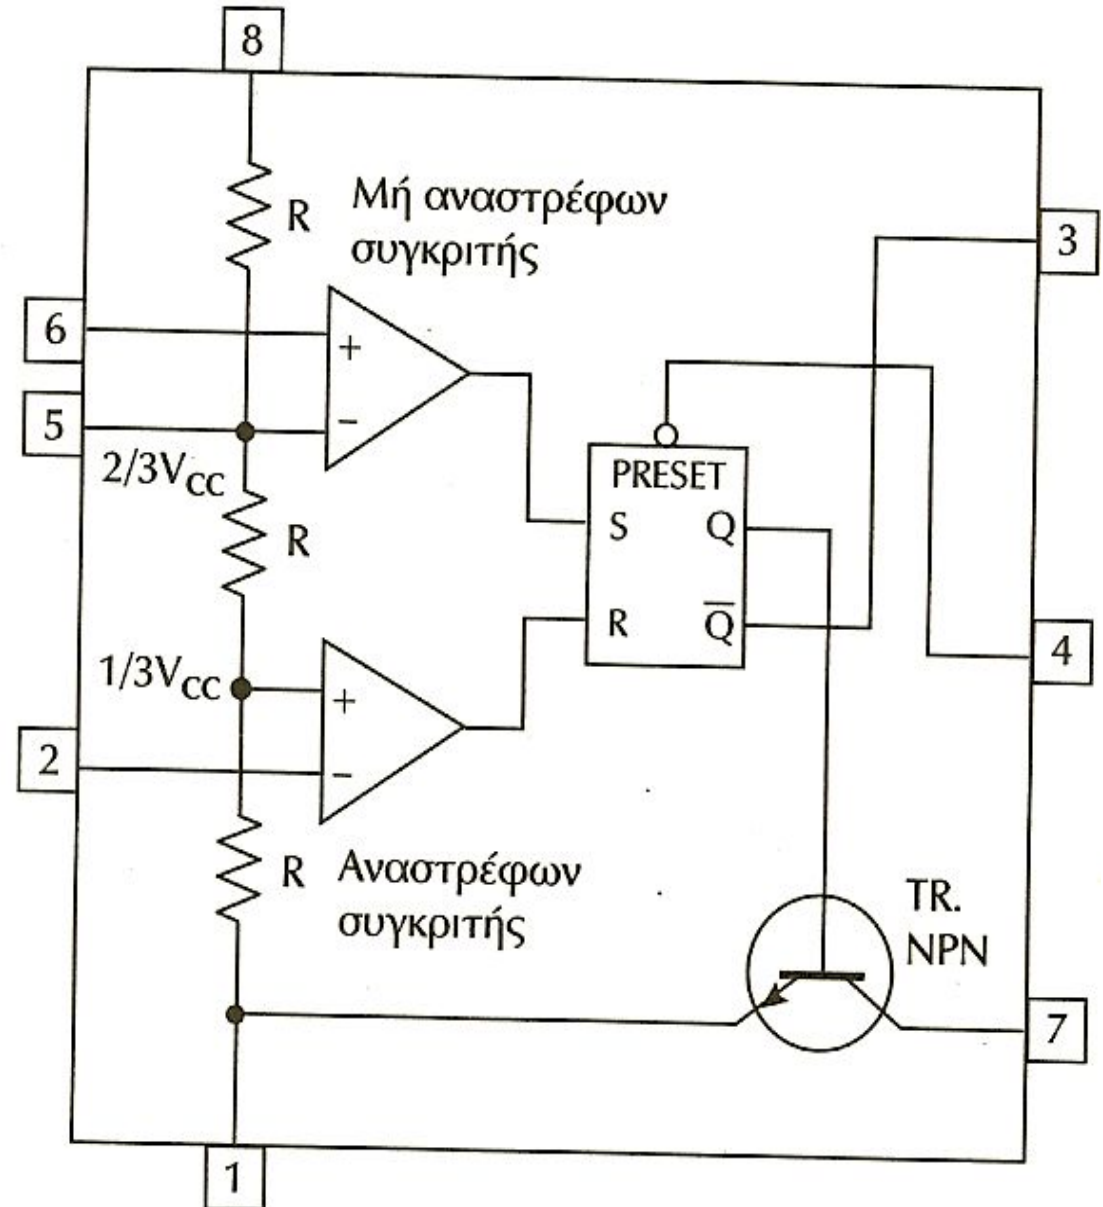 8
R
Μή αναστρέφων
συγκριτής
3
6
+
5
−
2/3VCC
PRESET
S
Q
R
R
Q̅
4
1/3VCC
+
2
−
R
Αναστρέφων
συγκριτής
TR.
NPN
7
1